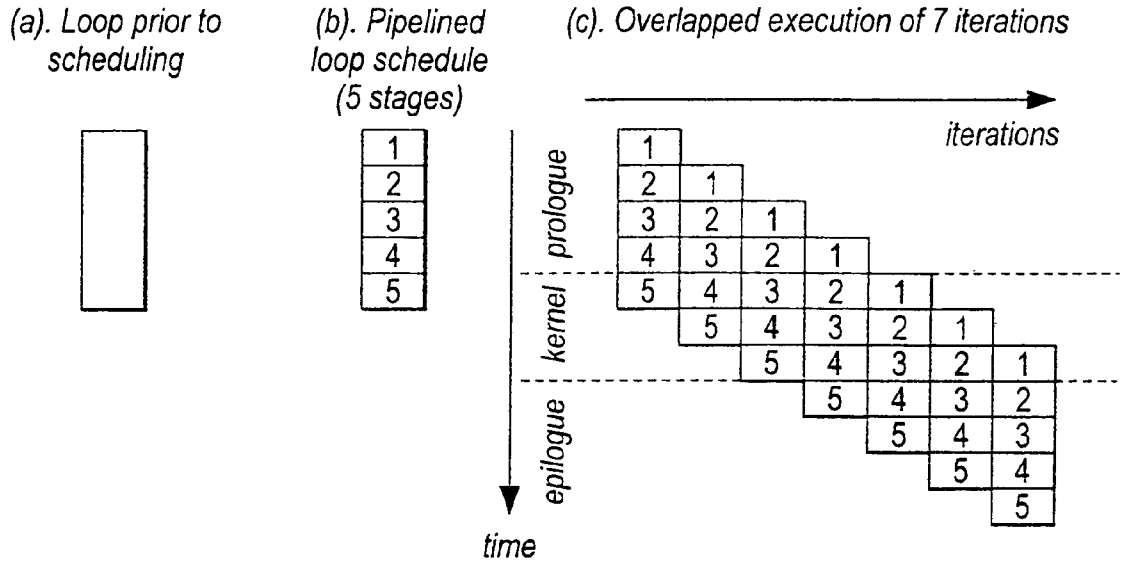 (a). Loop prior to
scheduling
(b). Pipelined
loop schedule
(5 stages)
(c). Overlapped execution of 7 iterations
iterations
1
2
3
4
5
time
prologue
kernel
epilogue
1
2 1
3 2 1
4 3 2 1
5 4 3 2 1
5 4 3 2 1
5 4 3 2 1
5 4 3 2
5 4 3
5 4
5